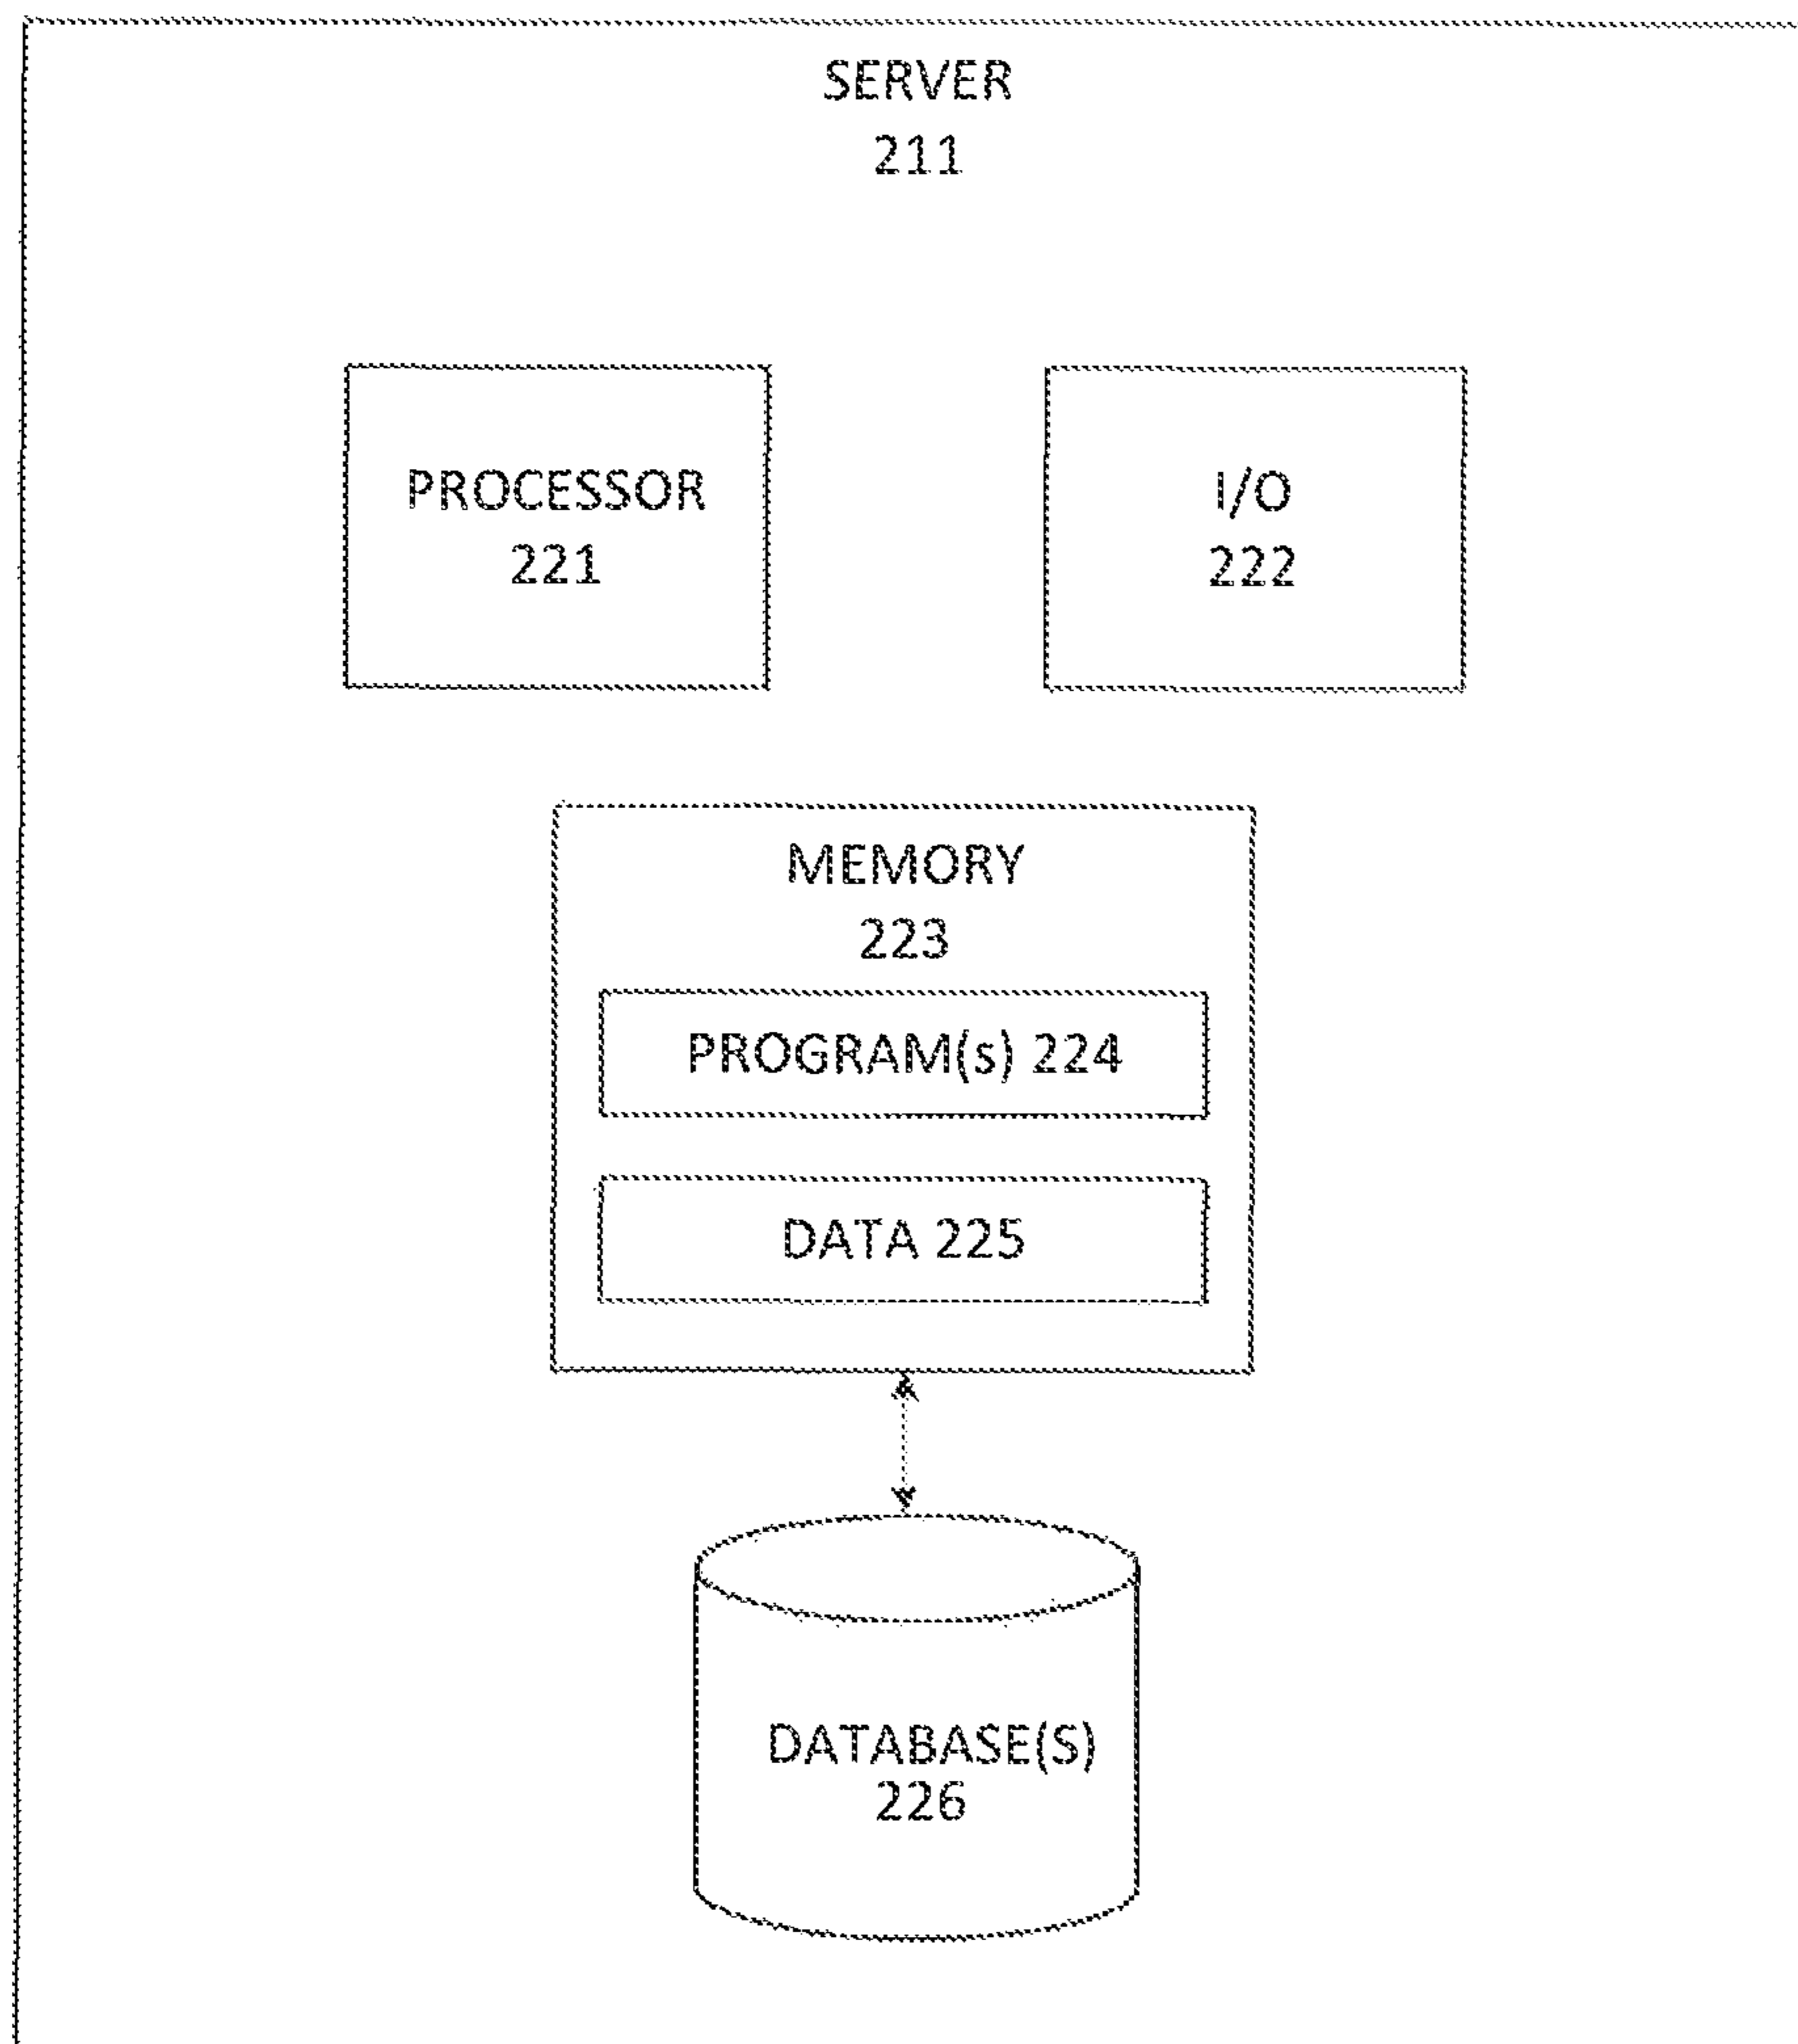 SERVER
211
PROCESSOR
221
I/O
222
MEMORY
223
PROGRAM(s) 224
DATA 225
DATABASE(S)
226